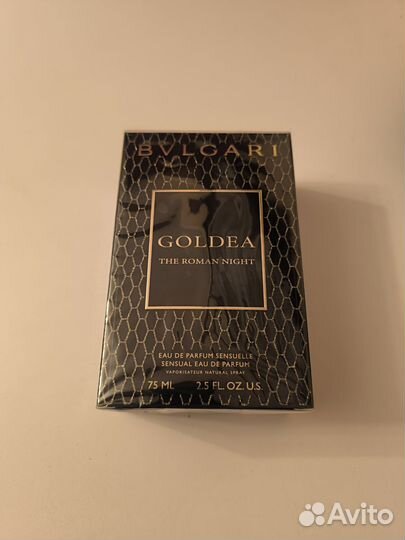 BVLGARI
GOLDEA
THE ROMAN NIGHT
EAU DE PARFUM SENSUELLE
SENSUAL EAU DE PARFUM
VAPORISATEUR NATURAL SPRAY
75 ML 2.5 FL. OZ. U.S.
Avito